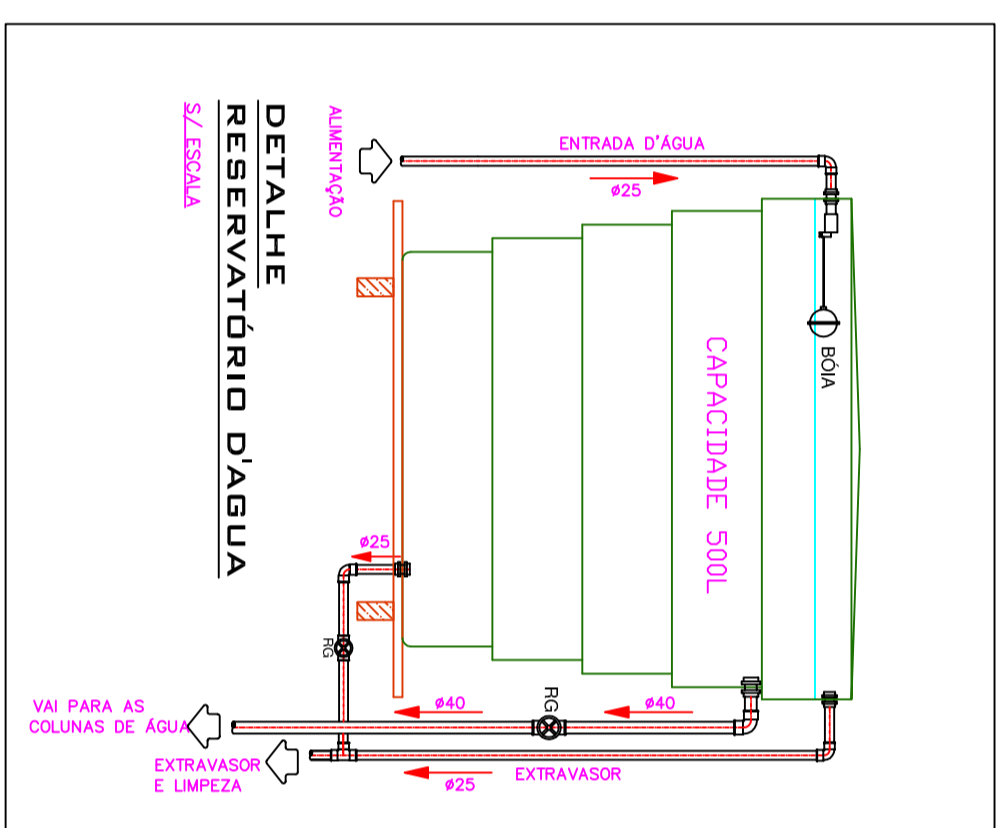 ENTRADA D'ÁGUA
ø25
ALIMENTAÇÃO
BÓIA
CAPACIDADE 500L
DETALHE
RESERVATÓRIO D'AGUA
S/ ESCALA
ø25
RG
ø40
RG
ø40
VAI PARA AS
COLUNAS DE ÁGUA
EXTRAVASOR
E LIMPEZA
ø25
EXTRAVASOR